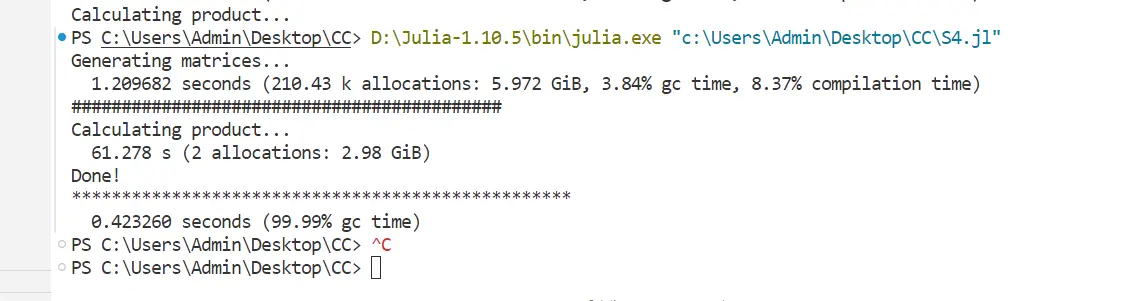 Calculating product...
PS C:\Users\Admin\Desktop\CC> D:\Julia-1.10.5\bin\julia.exe "c:\Users\Admin\Desktop\CC\S4.jl"
Generating matrices...
  1.209682 seconds (210.43 k allocations: 5.972 GiB, 3.84% gc time, 8.37% compilation time)
###########################################
Calculating product...
  61.278 s (2 allocations: 2.98 GiB)
Done!
**************************************************
  0.423260 seconds (99.99% gc time)
PS C:\Users\Admin\Desktop\CC> ^C
PS C:\Users\Admin\Desktop\CC>